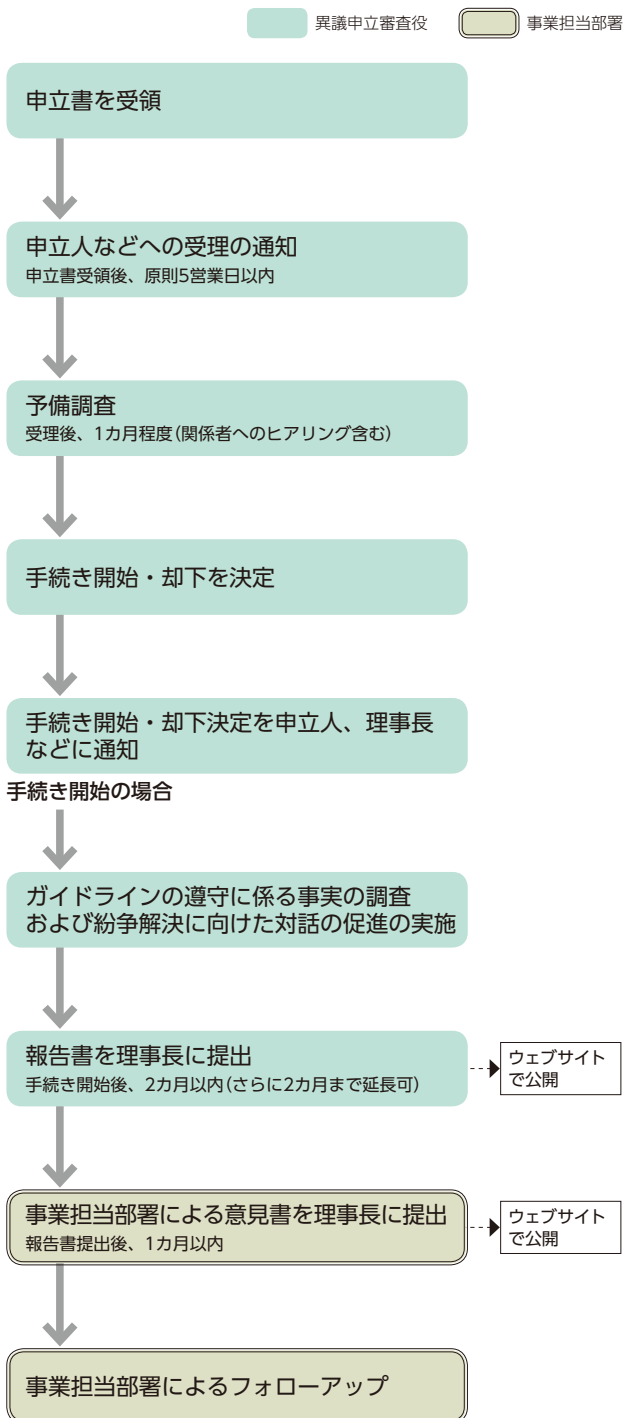 異議申立審査役
事業担当部署
申立書を受領
申立人などへの受理の通知
申立書受領後、原則5営業日以内
予備調査
受理後、1カ月程度(関係者へのヒアリング含む)
手続き開始・却下を決定
手続き開始・却下決定を申立人、理事長
などに通知
手続き開始の場合
ガイドラインの遵守に係る事実の調査
および紛争解決に向けた対話の促進の実施
報告書を理事長に提出
手続き開始後、2カ月以内(さらに2カ月まで延長可)
ウェブサイト
で公開
事業担当部署による意見書を理事長に提出
報告書提出後、1カ月以内
ウェブサイト
で公開
事業担当部署によるフォローアップ